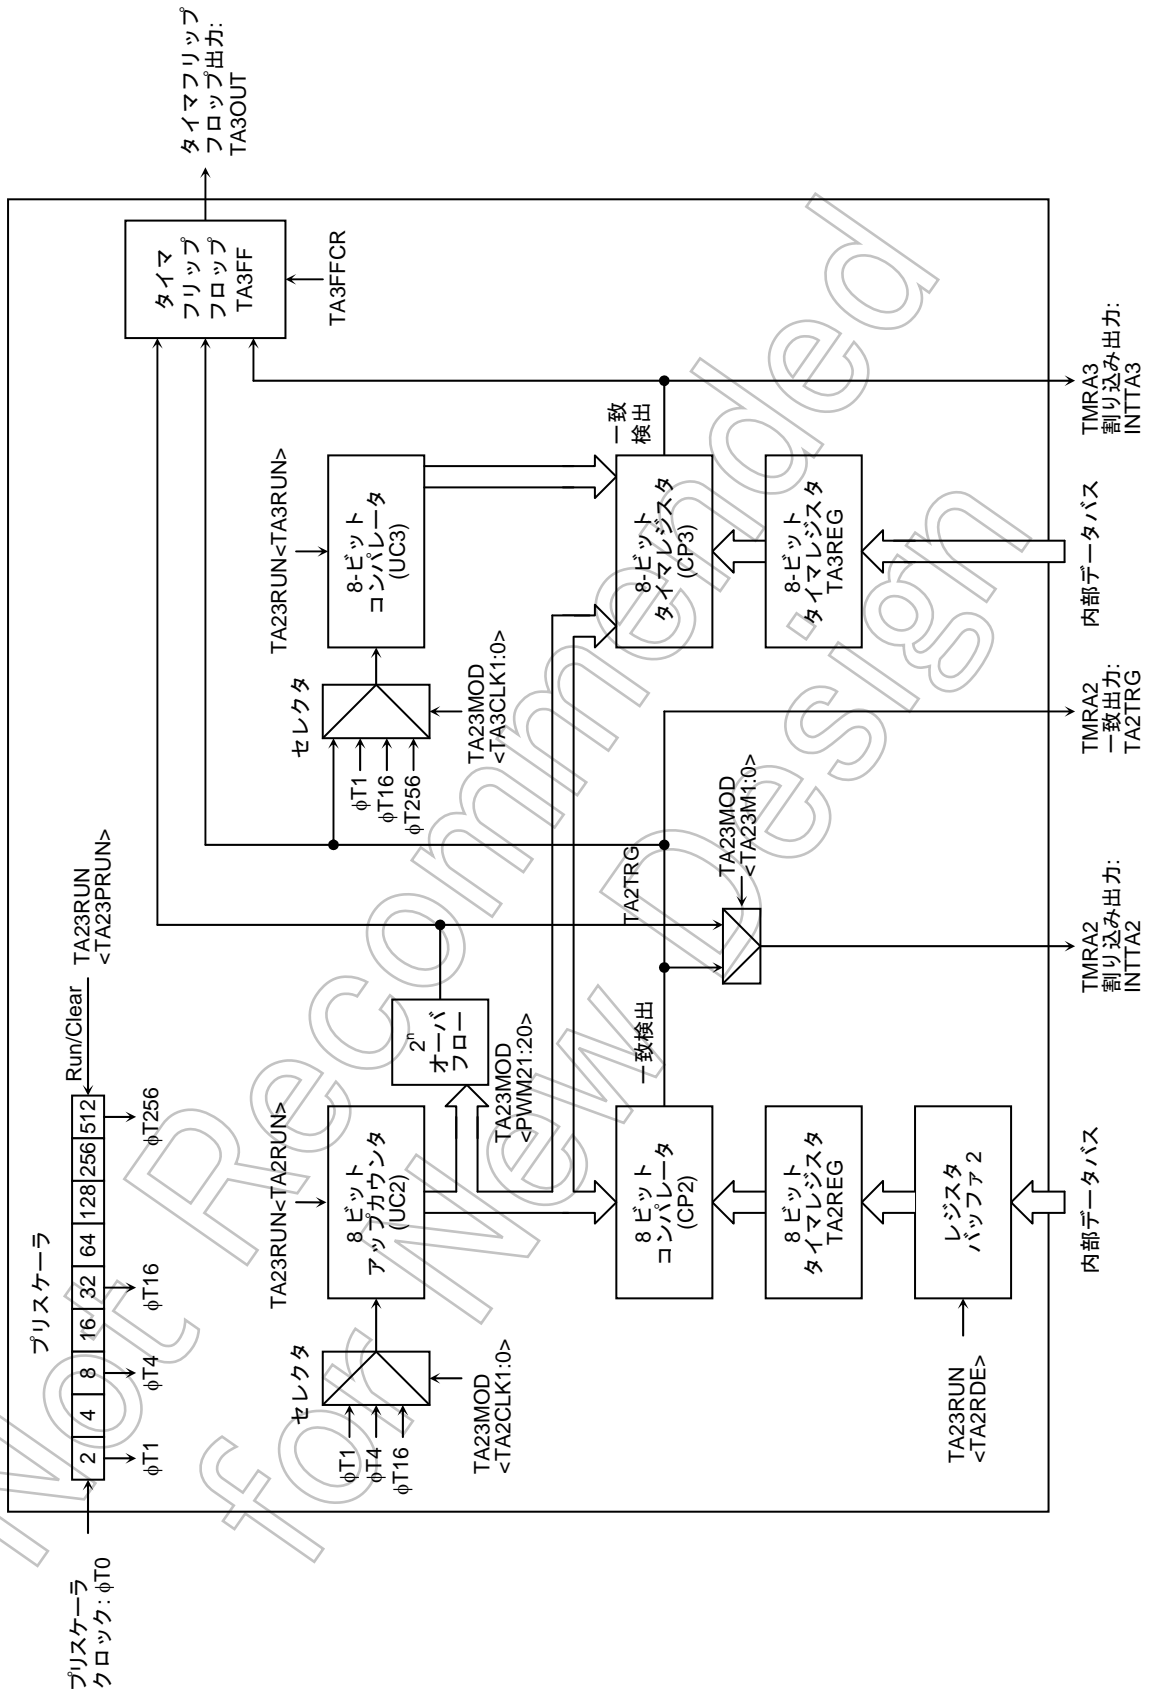 プリスケーラ
クロック: φT0
プリスケーラ
2
4
8
16
32
64
128
256
512
φT1
φT4
φT16
φT256
Run/Clear
TA23RUN
<TA23PRUN>
タイマフリップ
フロップ出力:
TA3OUT
タイマ
フリップ
フロップ
TA3FF
TA3FFCR
セレクタ
φT1
φT4
φT16
TA23MOD
<TA2CLK1:0>
TA23RUN<TA2RUN>
8 ビット
アップカウンタ
(UC2)
2n
オーバ
フロー
TA23MOD
<PWM21:20>
セレクタ
φT1
φT16
φT256
TA23MOD
<TA3CLK1:0>
TA23RUN<TA3RUN>
8-ビット
コンパレータ
(UC3)
8 ビット
コンパレータ
(CP2)
一致検出
TA2TRG
8-ビット
タイマレジスタ
(CP3)
一致
検出
TA23MOD
<TA23M1:0>
8 ビット
タイマレジスタ
TA2REG
8-ビット
タイマレジスタ
TA3REG
レジスタ
バッファ 2
TA23RUN
<TA2RDE>
内部データバス
TMRA2
割り込み出力:
INTTA2
TMRA2
一致出力:
TA2TRG
内部データバス
TMRA3
割り込み出力:
INTTA3
Not Recommended
for New Design